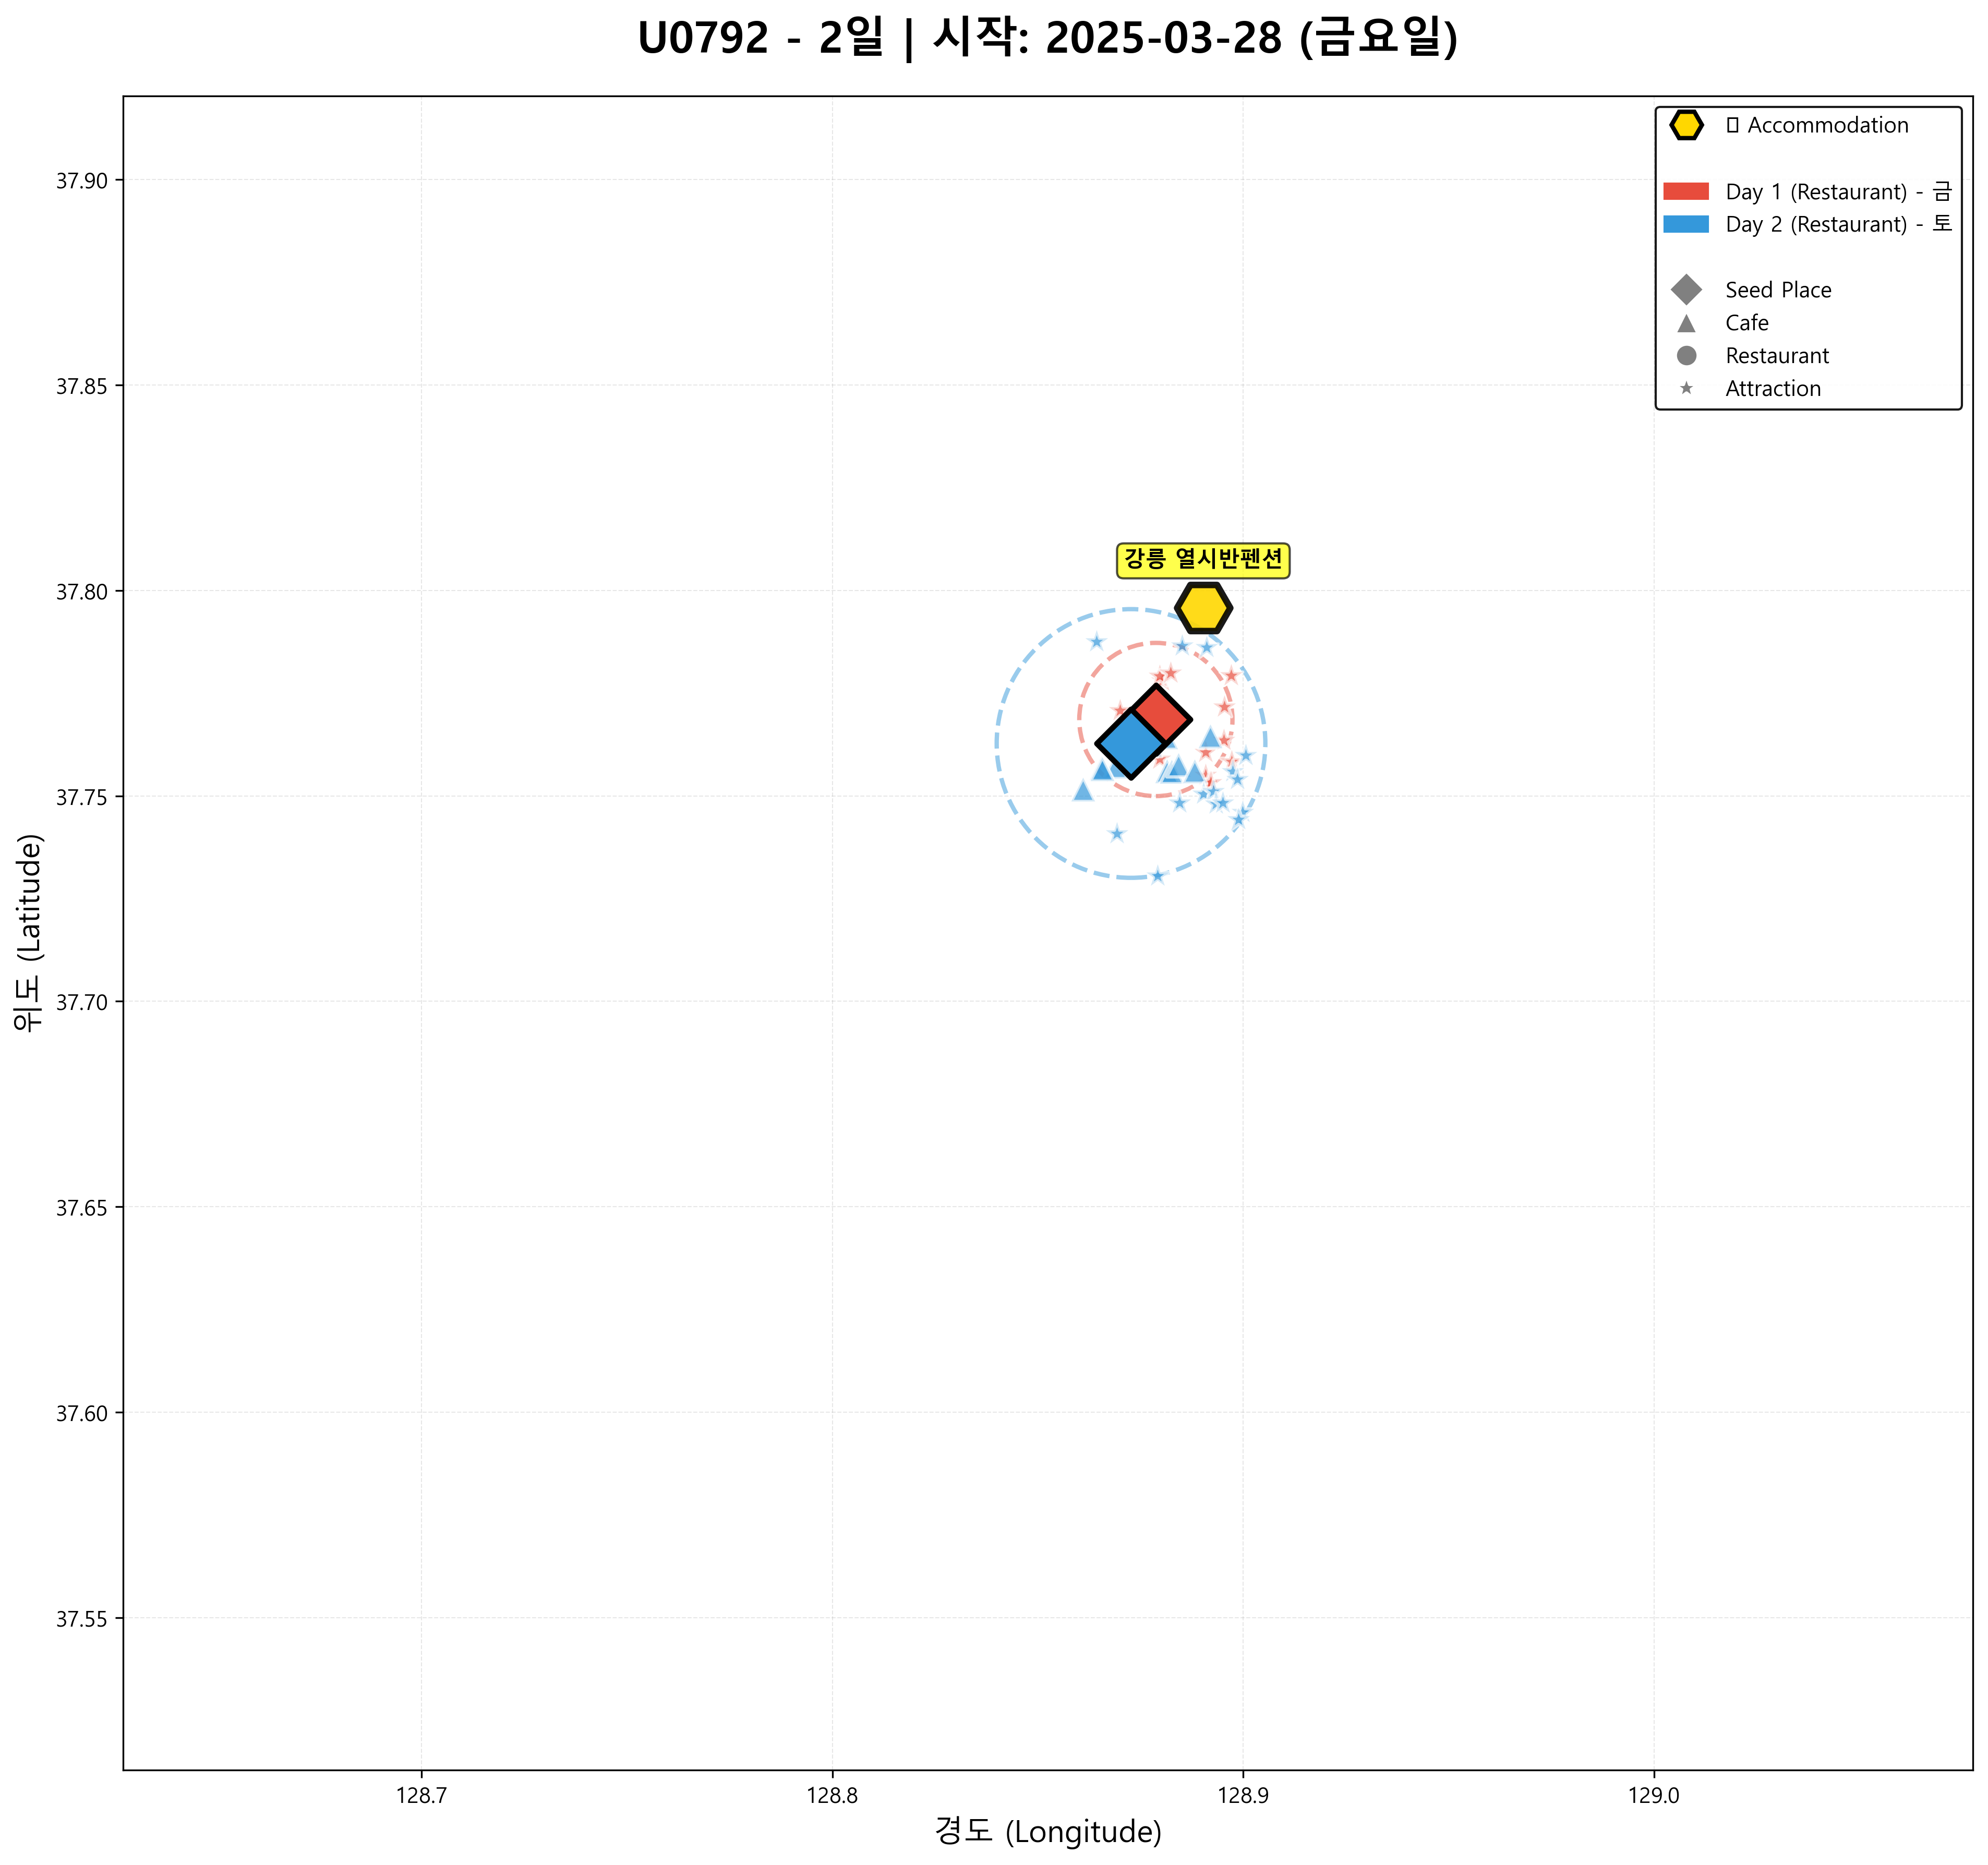 U0792 - 2일 | 시작: 2025-03-28 (금요일)
Accommodation
Day 1 (Restaurant) - 금
Day 2 (Restaurant) - 토
Seed Place
Cafe
Restaurant
Attraction
강릉 열시반펜션
위도 (Latitude)
37.90
37.85
37.80
37.75
37.70
37.65
37.60
37.55
128.7
128.8
128.9
129.0
경도 (Longitude)